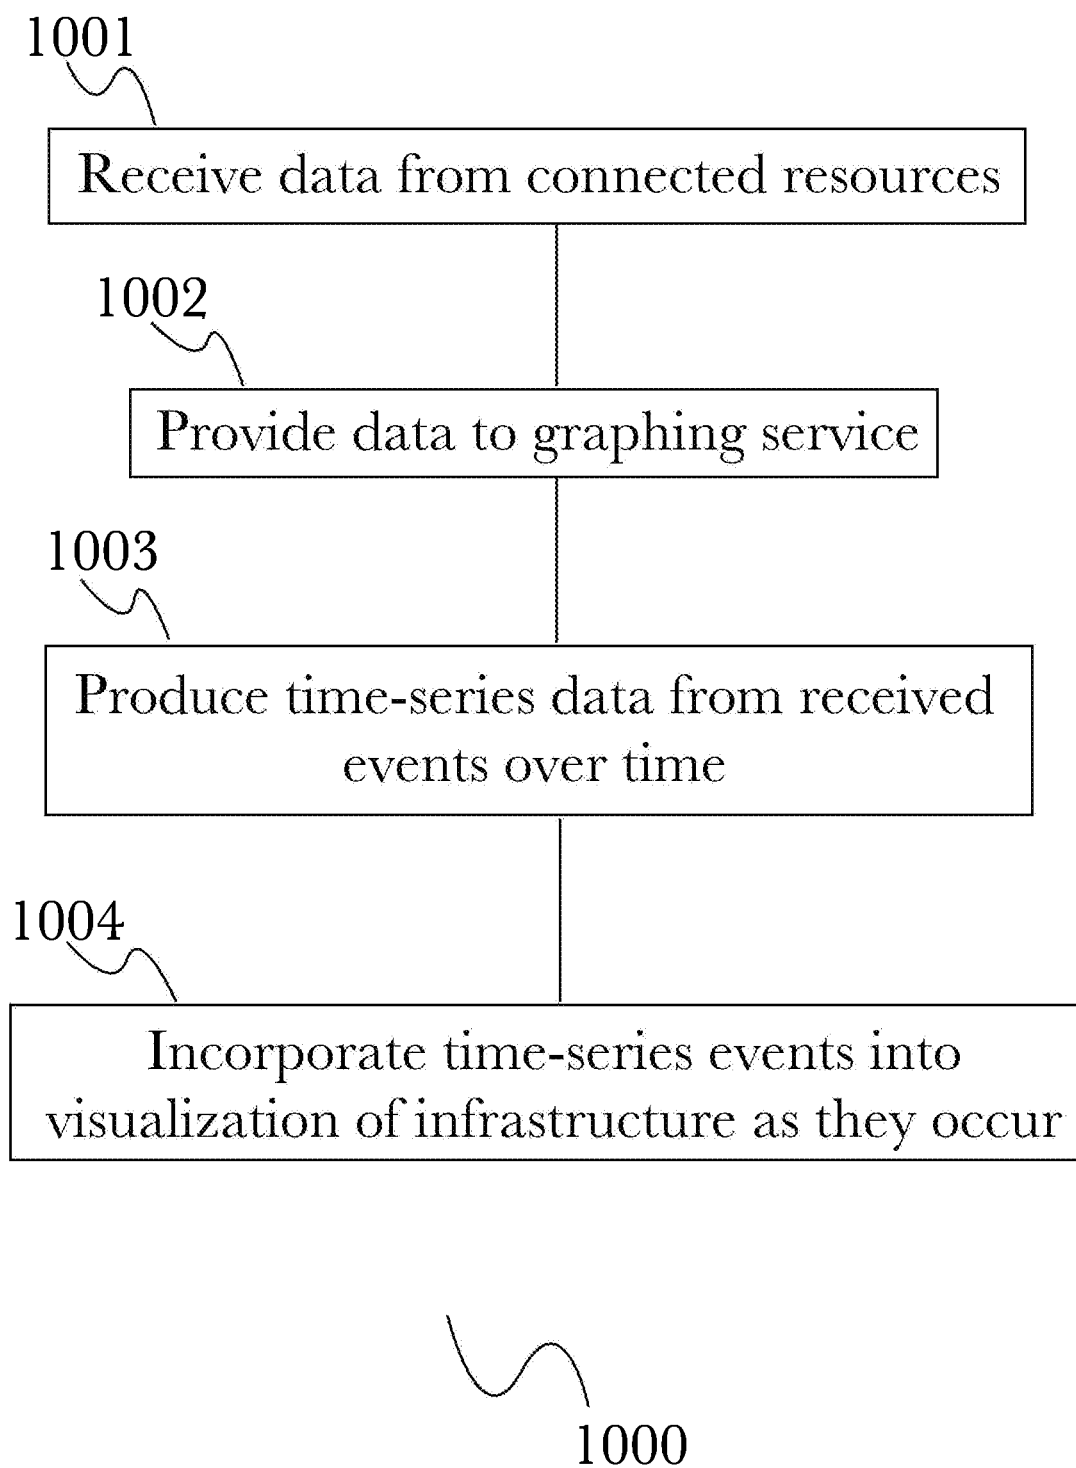 1001
Receive data from connected resources
1002
Provide data to graphing service
1003
Produce time-series data from received
events over time
1004
Incorporate time-series events into
visualization of infrastructure as they occur
1000